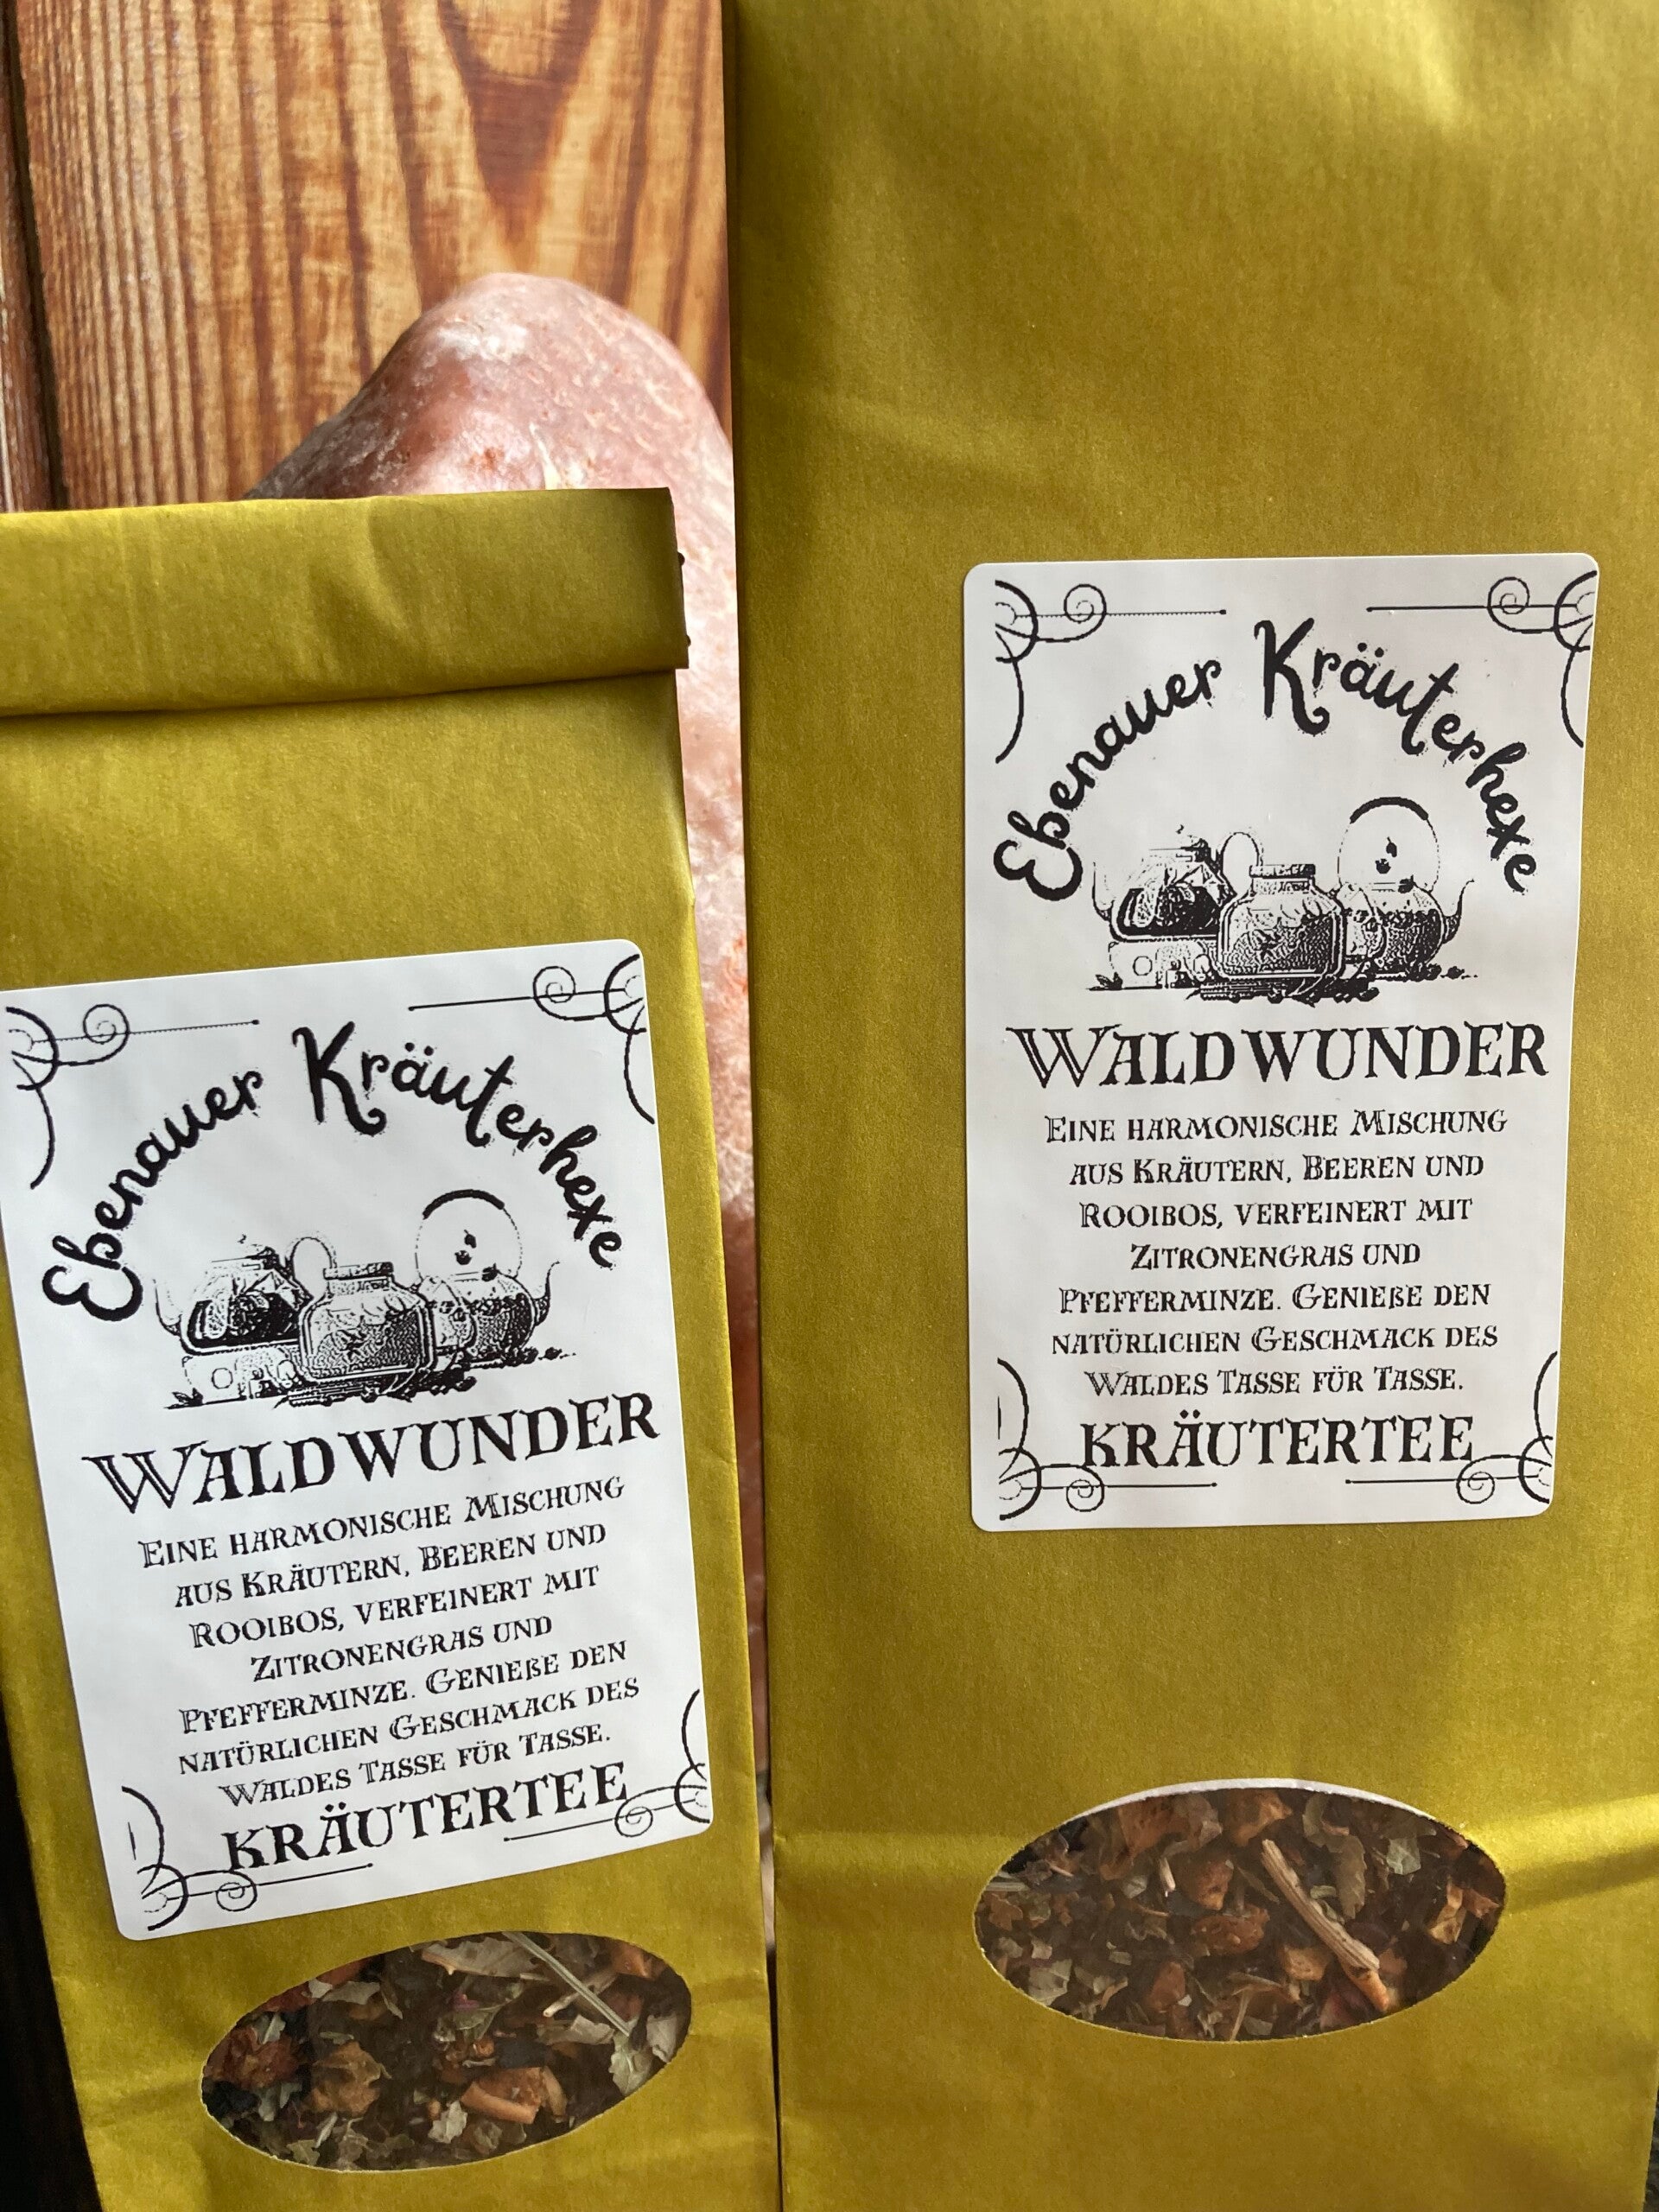 Ebenauer Kräuterhexe
WALDWUNDER
EINE HARMONISCHE MISCHUNG
AUS KRÄUTERN, BEEREN UND
ROOIBOS, VERFEINERT MIT
ZITRONENGRAS UND
PFEFFERMINZE. GENIEßE DEN
NATÜRLICHEN GESCHMACK DES
WALDES TASSE FÜR TASSE.
KRÄUTERTEE
Ebenauer Kräuterhexe
WALDWUNDER
EINE HARMONISCHE MISCHUNG
AUS KRÄUTERN, BEEREN UND
ROOIBOS, VERFEINERT MIT
ZITRONENGRAS UND
PFEFFERMINZE. GENIEßE DEN
NATÜRLICHEN GESCHMACK DES
WALDES TASSE FÜR TASSE.
KRÄUTERTEE